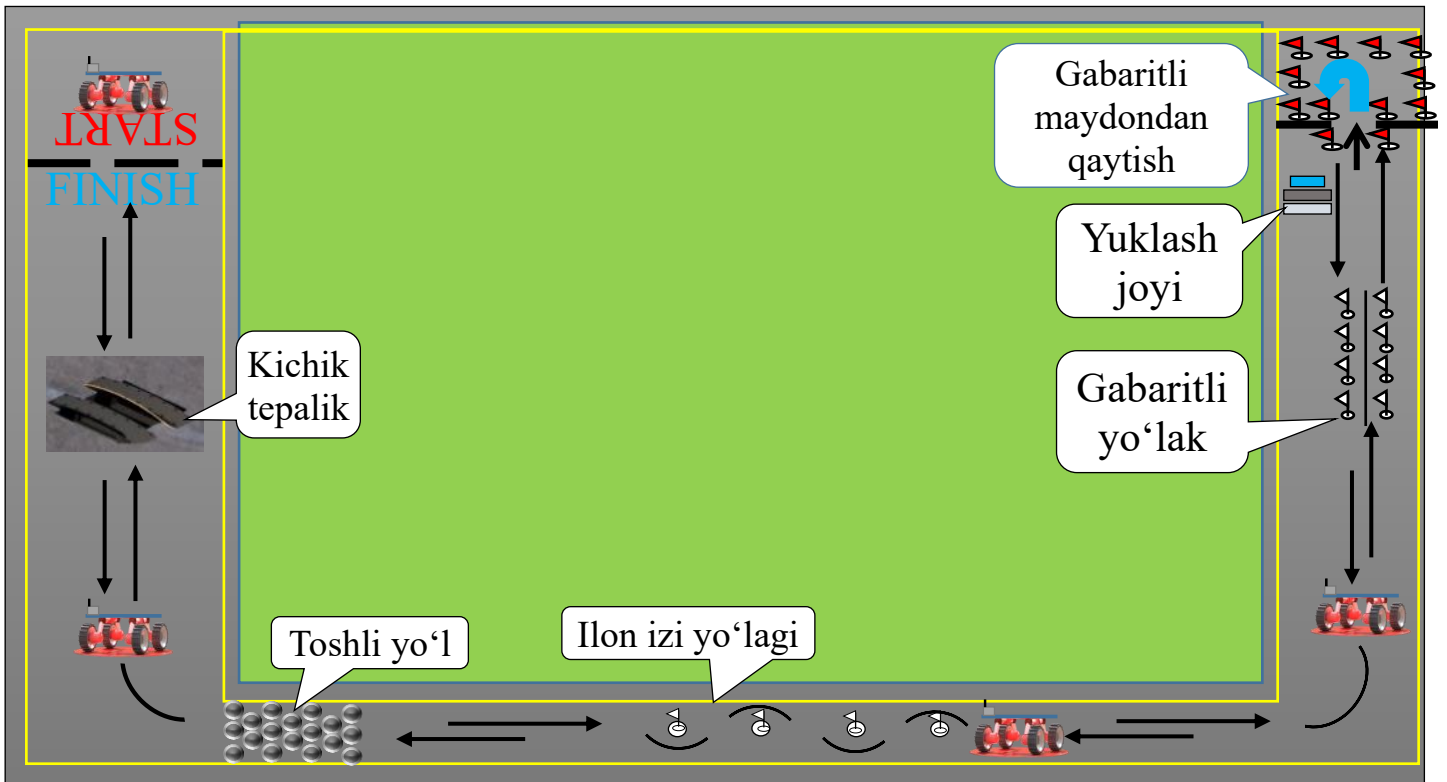 START
FINISH
Gabaritli
maydondan
qaytish
Yuklash
joyi
Kichik
tepalik
Gabaritli
yo‘lak
Toshli yo‘l
Ilon izi yo‘lagi